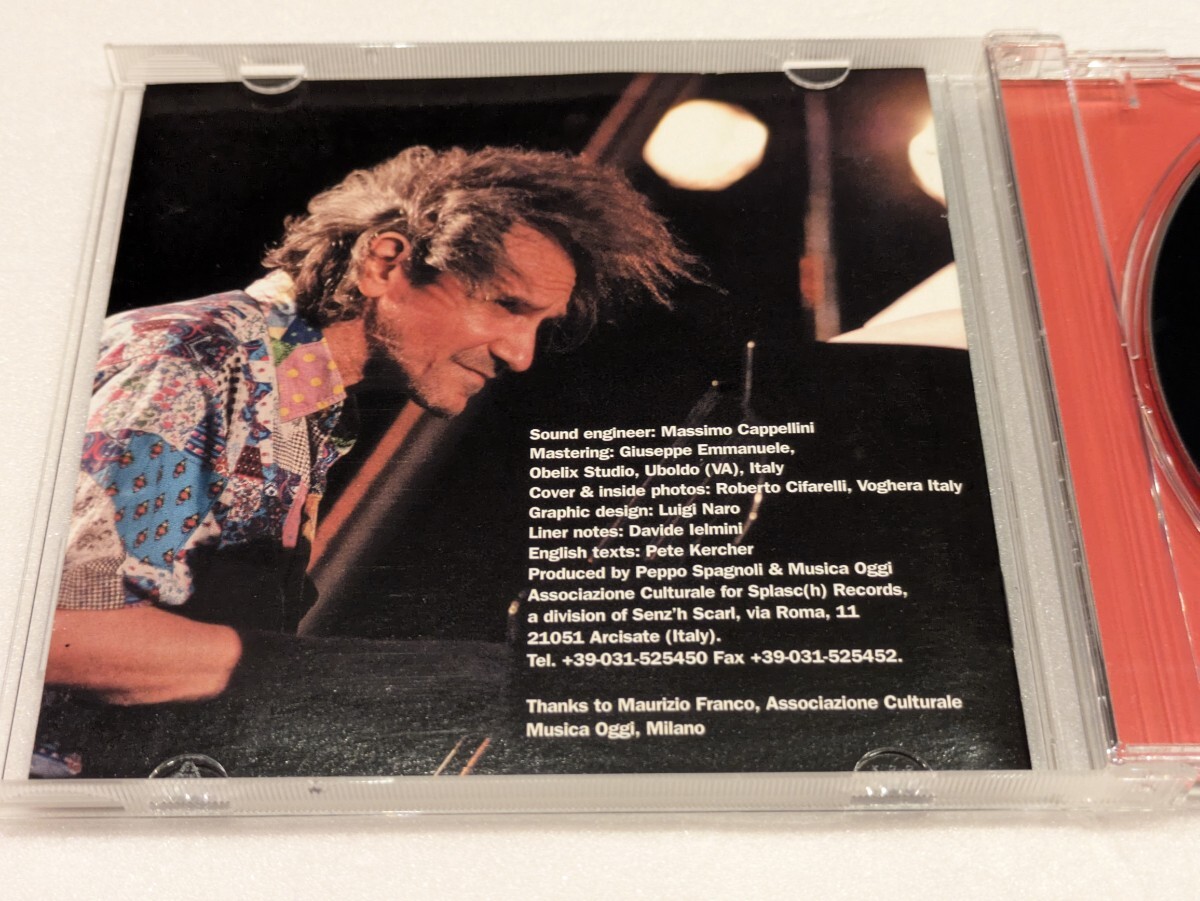 Sound engineer: Massimo Cappellini
Mastering: Giuseppe Emmanuele,
Obelix Studio, Uboldo (VA), Italy
Cover & inside photos: Roberto Cifarelli, Voghera Italy
Graphic design: Luigi Naro
Liner notes: Davide Ielmini
English texts: Pete Kercher
Produced by Peppo Spagnoli & Musica Oggi
Associazione Culturale for Splasc(h) Records,
a division of Senz'h Scarl, via Roma, 11
21051 Arcisate (Italy).
Tel. +39-031-525450 Fax +39-031-525452.
Thanks to Maurizio Franco, Associazione Culturale
Musica Oggi, Milano